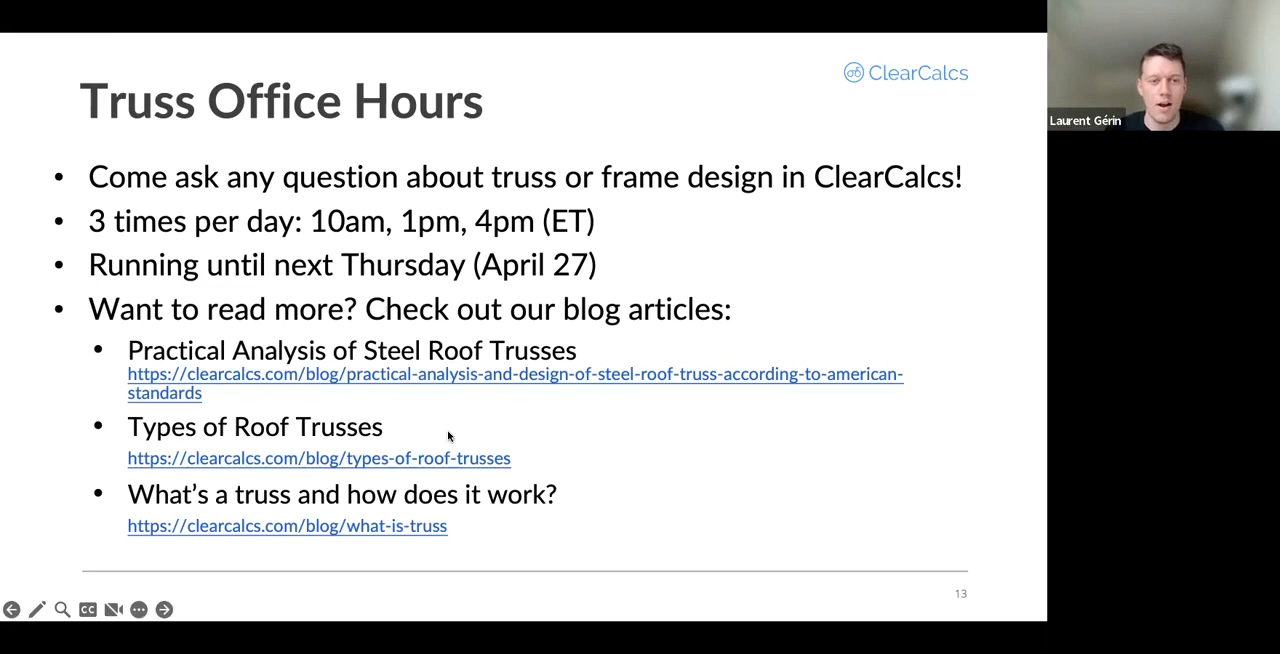 ClearCalcs
Truss Office Hours
• Come ask any question about truss or frame design in ClearCalcs!
• 3 times per day: 10am, 1pm, 4pm (ET)
• Running until next Thursday (April 27)
• Want to read more? Check out our blog articles:
• Practical Analysis of Steel Roof Trusses
https://clearcalcs.com/blog/practical-analysis-and-design-of-steel-roof-truss-according-to-american-
standards
• Types of Roof Trusses
https://clearcalcs.com/blog/types-of-roof-trusses
• What’s a truss and how does it work?
https://clearcalcs.com/blog/what-is-truss
13
CC
Laurent Gérin